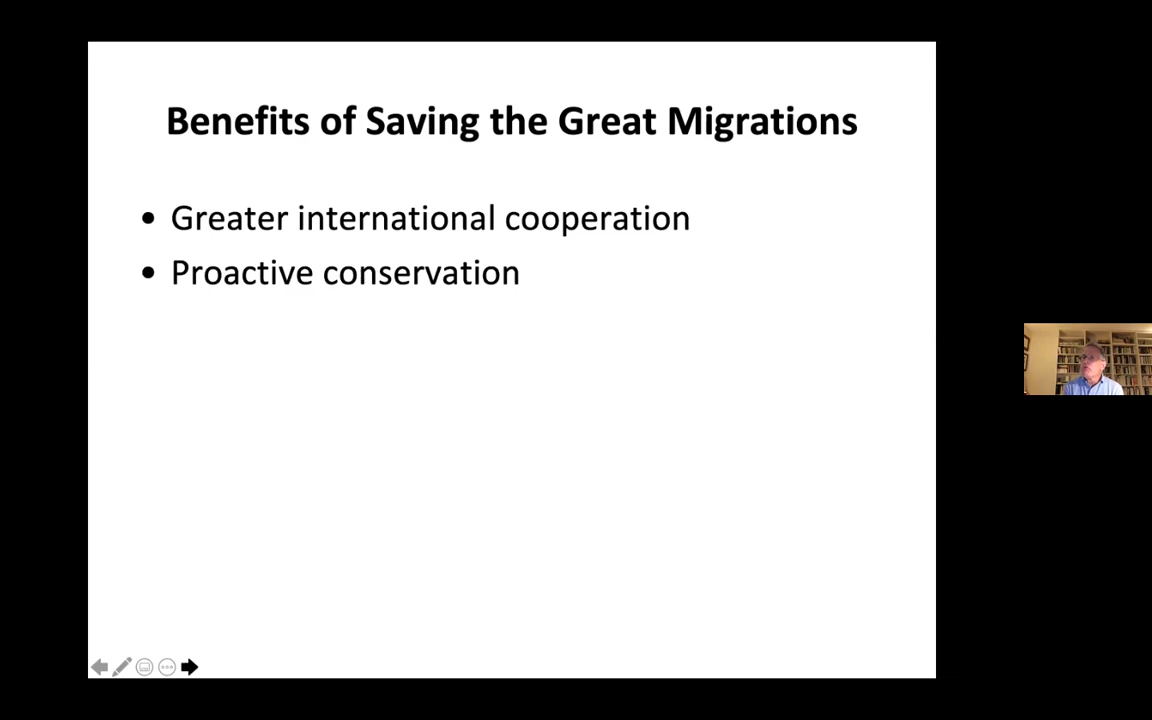 Benefits of Saving the Great Migrations
• Greater international cooperation
• Proactive conservation